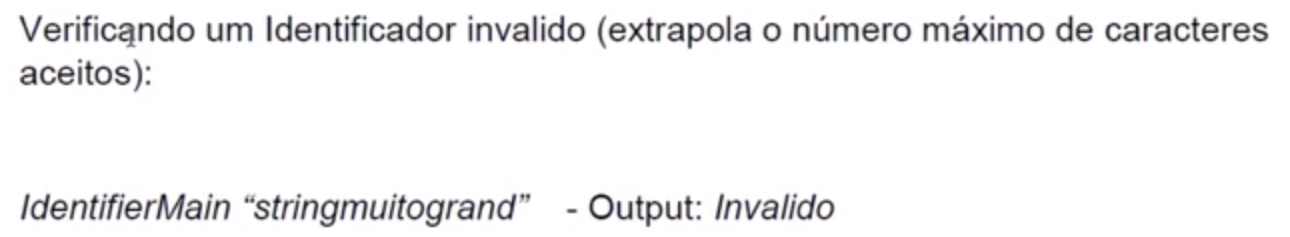 Verificando um Identificador invalido (extrapola o número máximo de caracteres
aceitos):
IdentifierMain “stringmuitogrand” - Output: Invalido